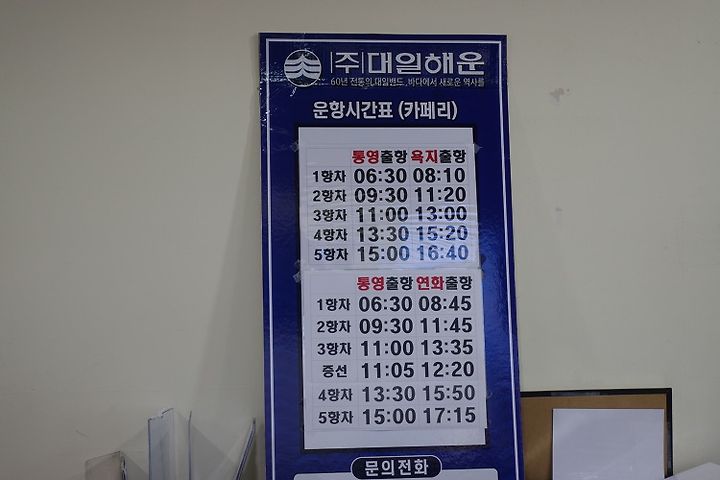 (주)대일해운
60년 전통의 대일밴드, 바다에서 새로운 역사를
운항시간표 (카페리)
통영출항 욕지출항
1항차 06:30 08:10
2항차 09:30 11:20
3항차 11:00 13:00
4항차 13:30 15:20
5항차 15:00 16:40
통영출항 연화출항
1항차 06:30 08:45
2항차 09:30 11:45
3항차 11:00 13:35
증선 11:05 12:20
4항차 13:30 15:50
5항차 15:00 17:15
문의전화